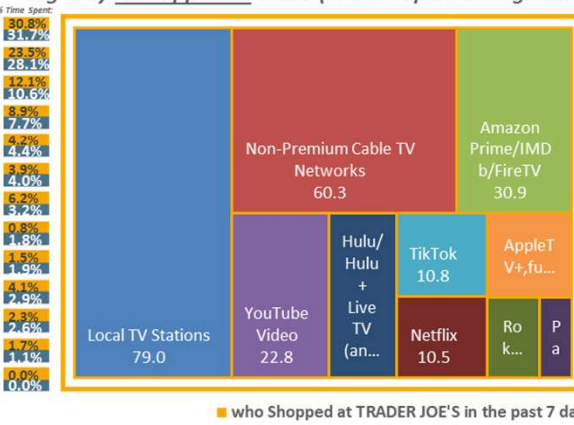 % Time Spent:
30.8%
31.7%
23.5%
28.1%
12.1%
10.6%
8.9%
7.7%
4.2%
4.4%
3.9%
4.0%
6.2%
3.2%
0.8%
1.8%
1.5%
1.9%
4.1%
2.9%
2.3%
2.6%
1.7%
1.1%
0.0%
0.0%
Local TV Stations
79.0
Non-Premium Cable TV
Networks
60.3
Amazon
Prime/IMD
b/FireTV
30.9
YouTube
Video
22.8
Hulu/
Hulu
+
Live
TV
(an...
TikTok
10.8
Netflix
10.5
AppleT
V+,fu...
Ro
k...
P
a
who Shopped at TRADER JOE'S in the past 7 da